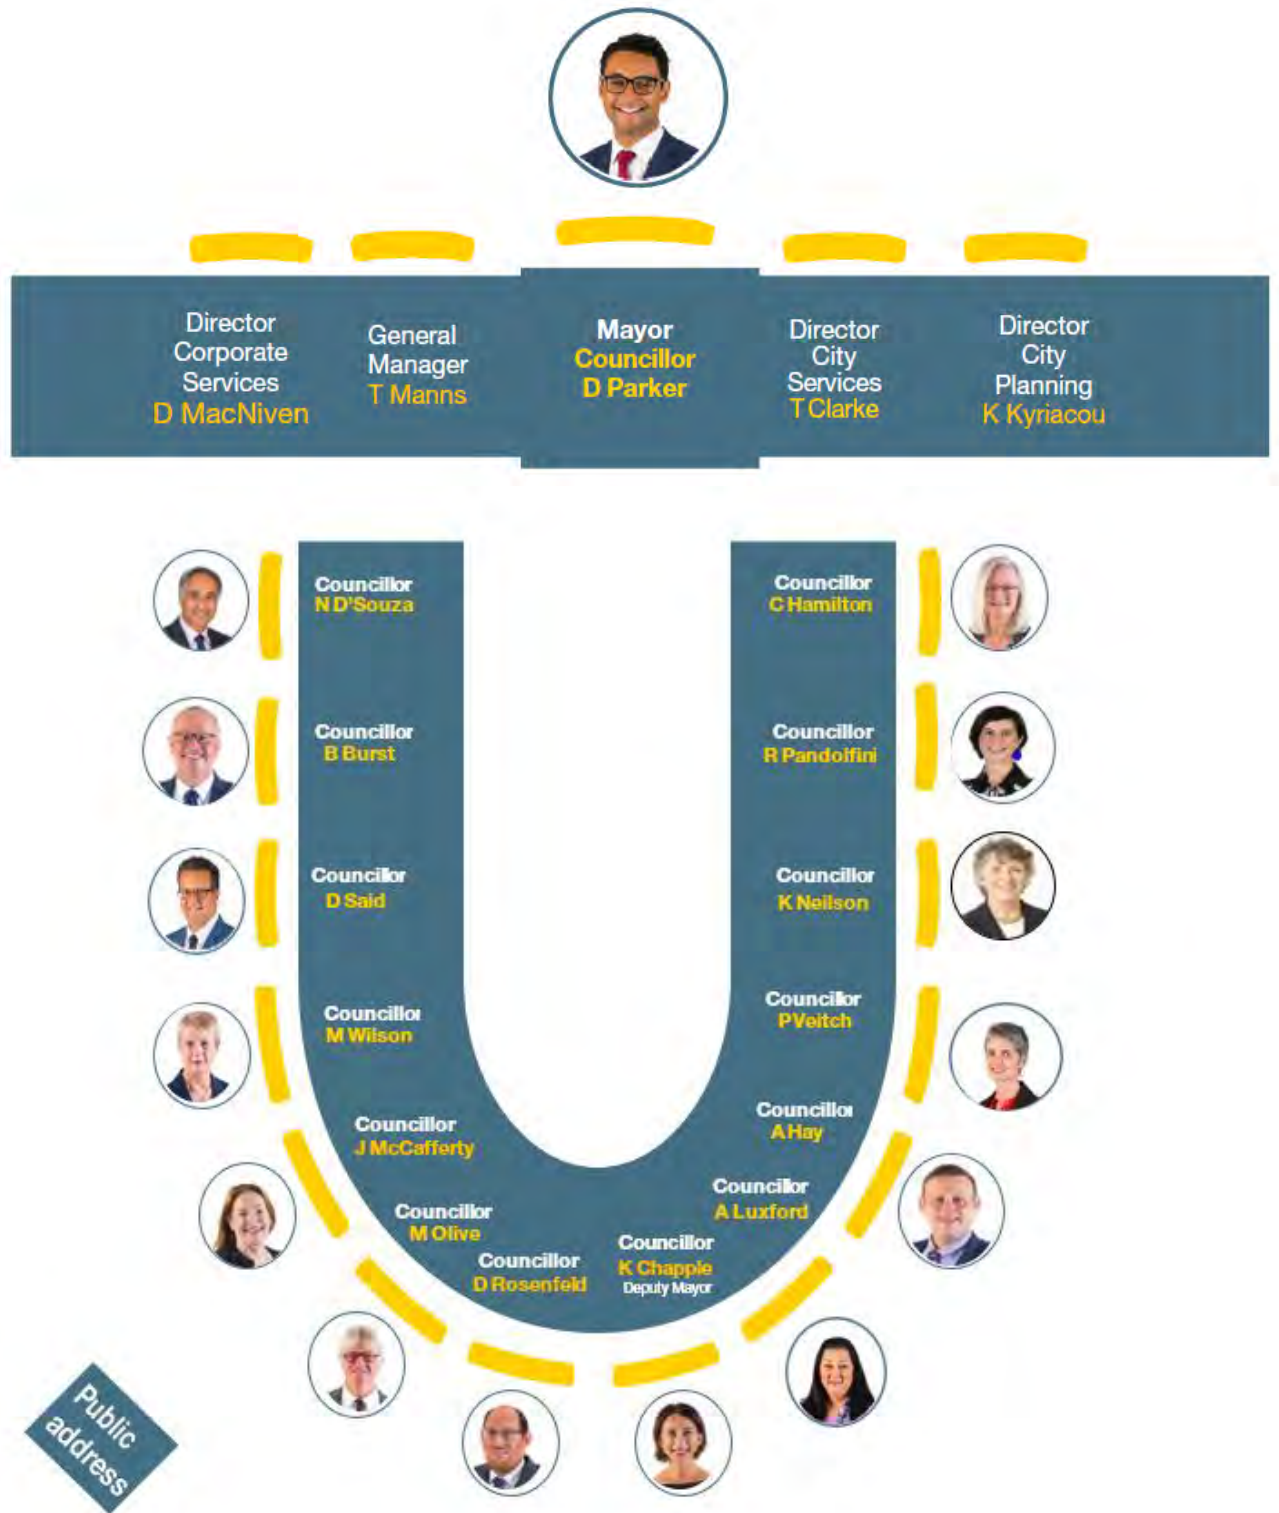 Director
Corporate
Services
D MacNiven
General
Manager
T Manns
Mayor
Councillor
D Parker
Director
City
Services
T Clarke
Director
City
Planning
K Kyriacou
Councillor
N D'Souza
Councillor
B Burst
Councillor
D Said
Councillor
M Wilson
Councillor
J McCafferty
Councillor
M Olive
Councillor
D Rosenfeld
Councillor
K Chapple
Deputy Mayor
Councillor
A Luxford
Councillor
A Hay
Councillor
P Veitch
Councillor
K Neilson
Councillor
R Pandolfini
Councillor
C Hamilton
Public
address